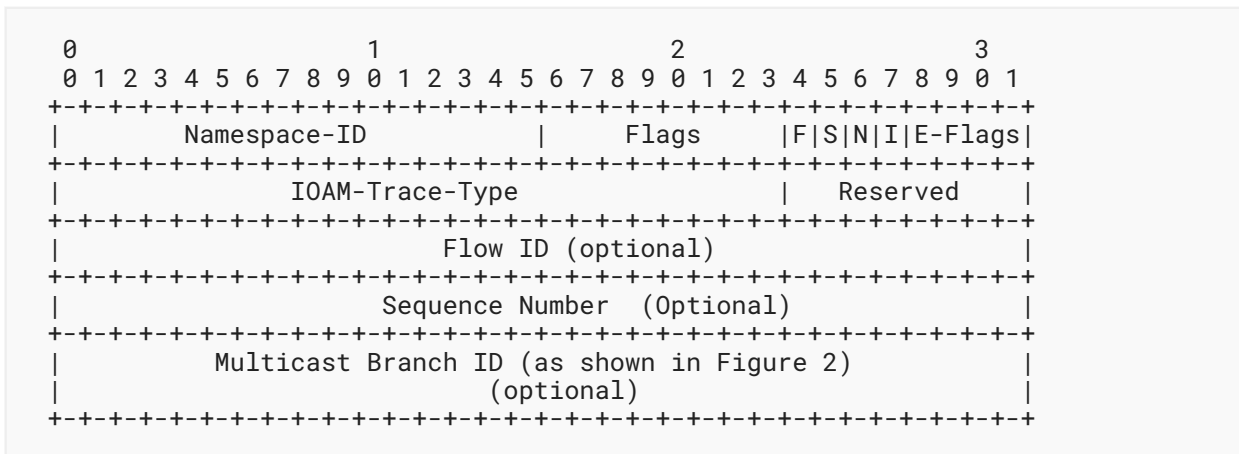 0                   1                   2                   3
 0 1 2 3 4 5 6 7 8 9 0 1 2 3 4 5 6 7 8 9 0 1 2 3 4 5 6 7 8 9 0 1
+-+-+-+-+-+-+-+-+-+-+-+-+-+-+-+-+-+-+-+-+-+-+-+-+-+-+-+-+-+-+-+-+
|        Namespace-ID           |     Flags     |F|S|N|I|E-Flags|
+-+-+-+-+-+-+-+-+-+-+-+-+-+-+-+-+-+-+-+-+-+-+-+-+-+-+-+-+-+-+-+-+
|               IOAM-Trace-Type                 |   Reserved    |
+-+-+-+-+-+-+-+-+-+-+-+-+-+-+-+-+-+-+-+-+-+-+-+-+-+-+-+-+-+-+-+-+
|                         Flow ID (optional)                    |
+-+-+-+-+-+-+-+-+-+-+-+-+-+-+-+-+-+-+-+-+-+-+-+-+-+-+-+-+-+-+-+-+
|                     Sequence Number  (Optional)               |
+-+-+-+-+-+-+-+-+-+-+-+-+-+-+-+-+-+-+-+-+-+-+-+-+-+-+-+-+-+-+-+-+
|          Multicast Branch ID (as shown in Figure 2)           |
|                            (optional)                         |
+-+-+-+-+-+-+-+-+-+-+-+-+-+-+-+-+-+-+-+-+-+-+-+-+-+-+-+-+-+-+-+-+